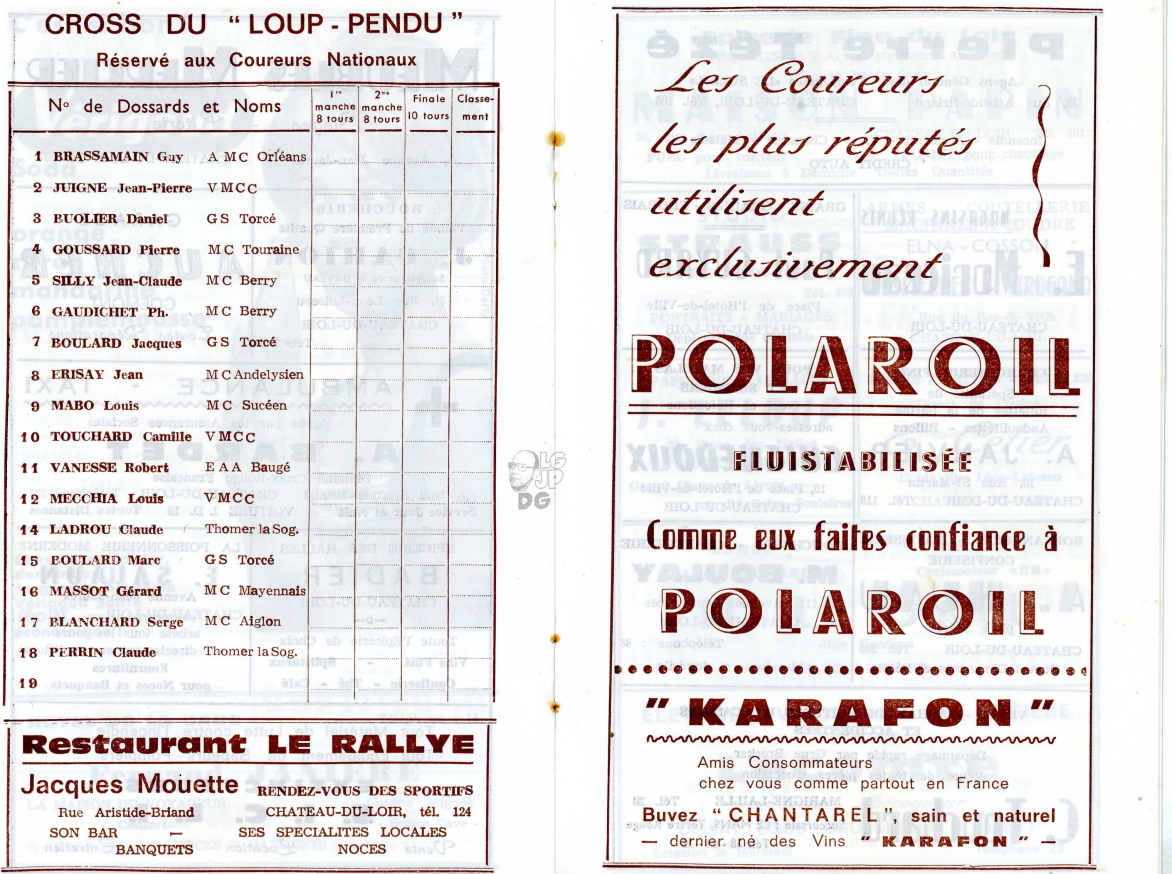 CROSS DU “ LOUP - PENDU ”
Réservé aux Coureurs Nationaux
Nº de Dossards et Noms
1re manche 8 tours
2me manche 8 tours
Finale 10 tours
Classe-ment
1 BRASSAMAIN Guy A M C Orléans
2 JUIGNE Jean-Pierre V M C C
3 BUOLIER Daniel G S Torcé
4 GOUSSARD Pierre M C Touraine
5 SILLY Jean-Claude M C Berry
6 GAUDICHET Ph. M C Berry
7 BOULARD Jacques G S Torcé
8 ERISAY Jean M C Andelysien
9 MABO Louis M C Sucéen
10 TOUCHARD Camille V M C C
11 VANESSE Robert E A A Baugé
12 MECCHIA Louis V M C C
14 LADROU Claude Thomer la Sog.
15 BOULARD Marc G S Torcé
16 MASSOT Gérard M C Mayennais
17 BLANCHARD Serge M C Aiglon
18 PERRIN Claude Thomer la Sog.
19
Restaurant LE RALLYE
Jacques Mouette RENDEZ-VOUS DES SPORTIFS
Rue Aristide-Briand CHATEAU-DU-LOIR, tél. 124
SON BAR — SES SPECIALITES LOCALES
BANQUETS NOCES
Les Coureurs
les plus réputés
utilisent
exclusivement
POLAROIL
FLUISTABILISÉE
Comme eux faites confiance à
POLAROIL
" KARAFON "
Amis Consommateurs
chez vous comme partout en France
Buvez “ CHANTAREL ”, sain et naturel
— dernier né des Vins " KARAFON " —
LG
JP
DG